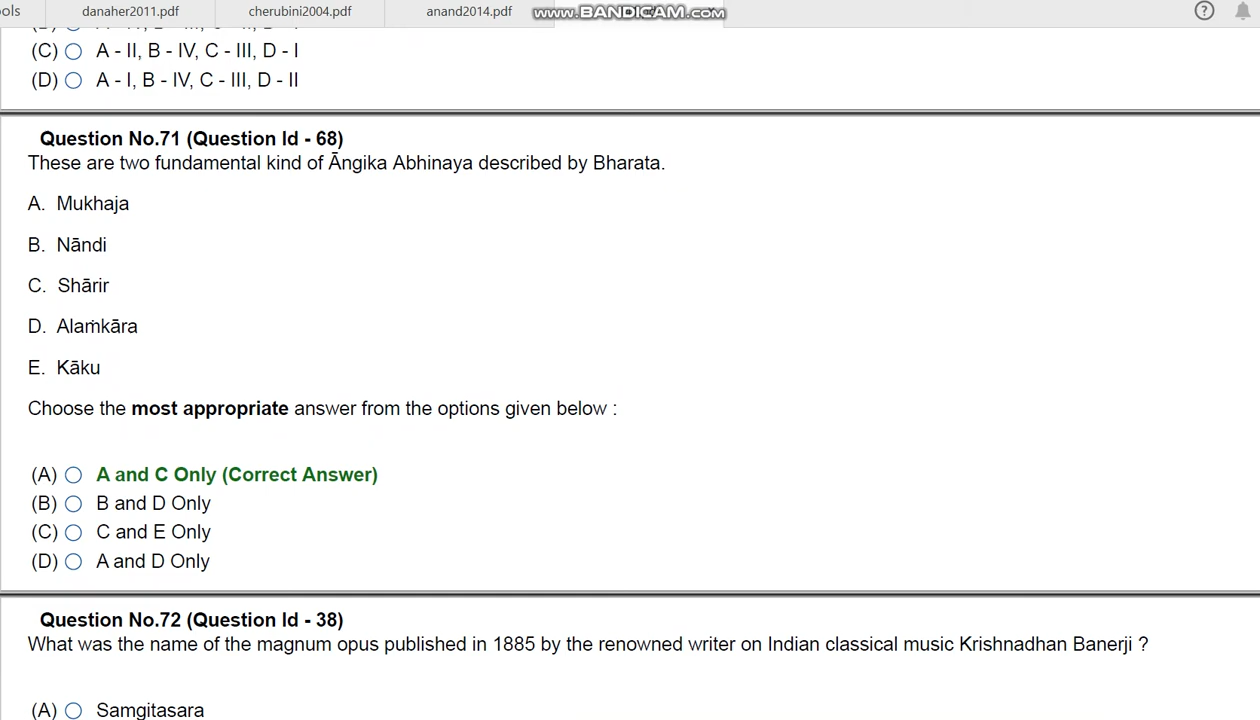 ols danaher2011.pdf cherubini2004.pdf anand2014.pdf www.BANDICAM.com
(C) A - II, B - IV, C - III, D - I
(D) A - I, B - IV, C - III, D - II
Question No.71 (Question Id - 68)
These are two fundamental kind of Āngika Abhinaya described by Bharata.
A. Mukhaja
B. Nāndi
C. Shārir
D. Alaṁkāra
E. Kāku
Choose the most appropriate answer from the options given below :
(A) A and C Only (Correct Answer)
(B) B and D Only
(C) C and E Only
(D) A and D Only
Question No.72 (Question Id - 38)
What was the name of the magnum opus published in 1885 by the renowned writer on Indian classical music Krishnadhan Banerji ?
(A) Samgitasara